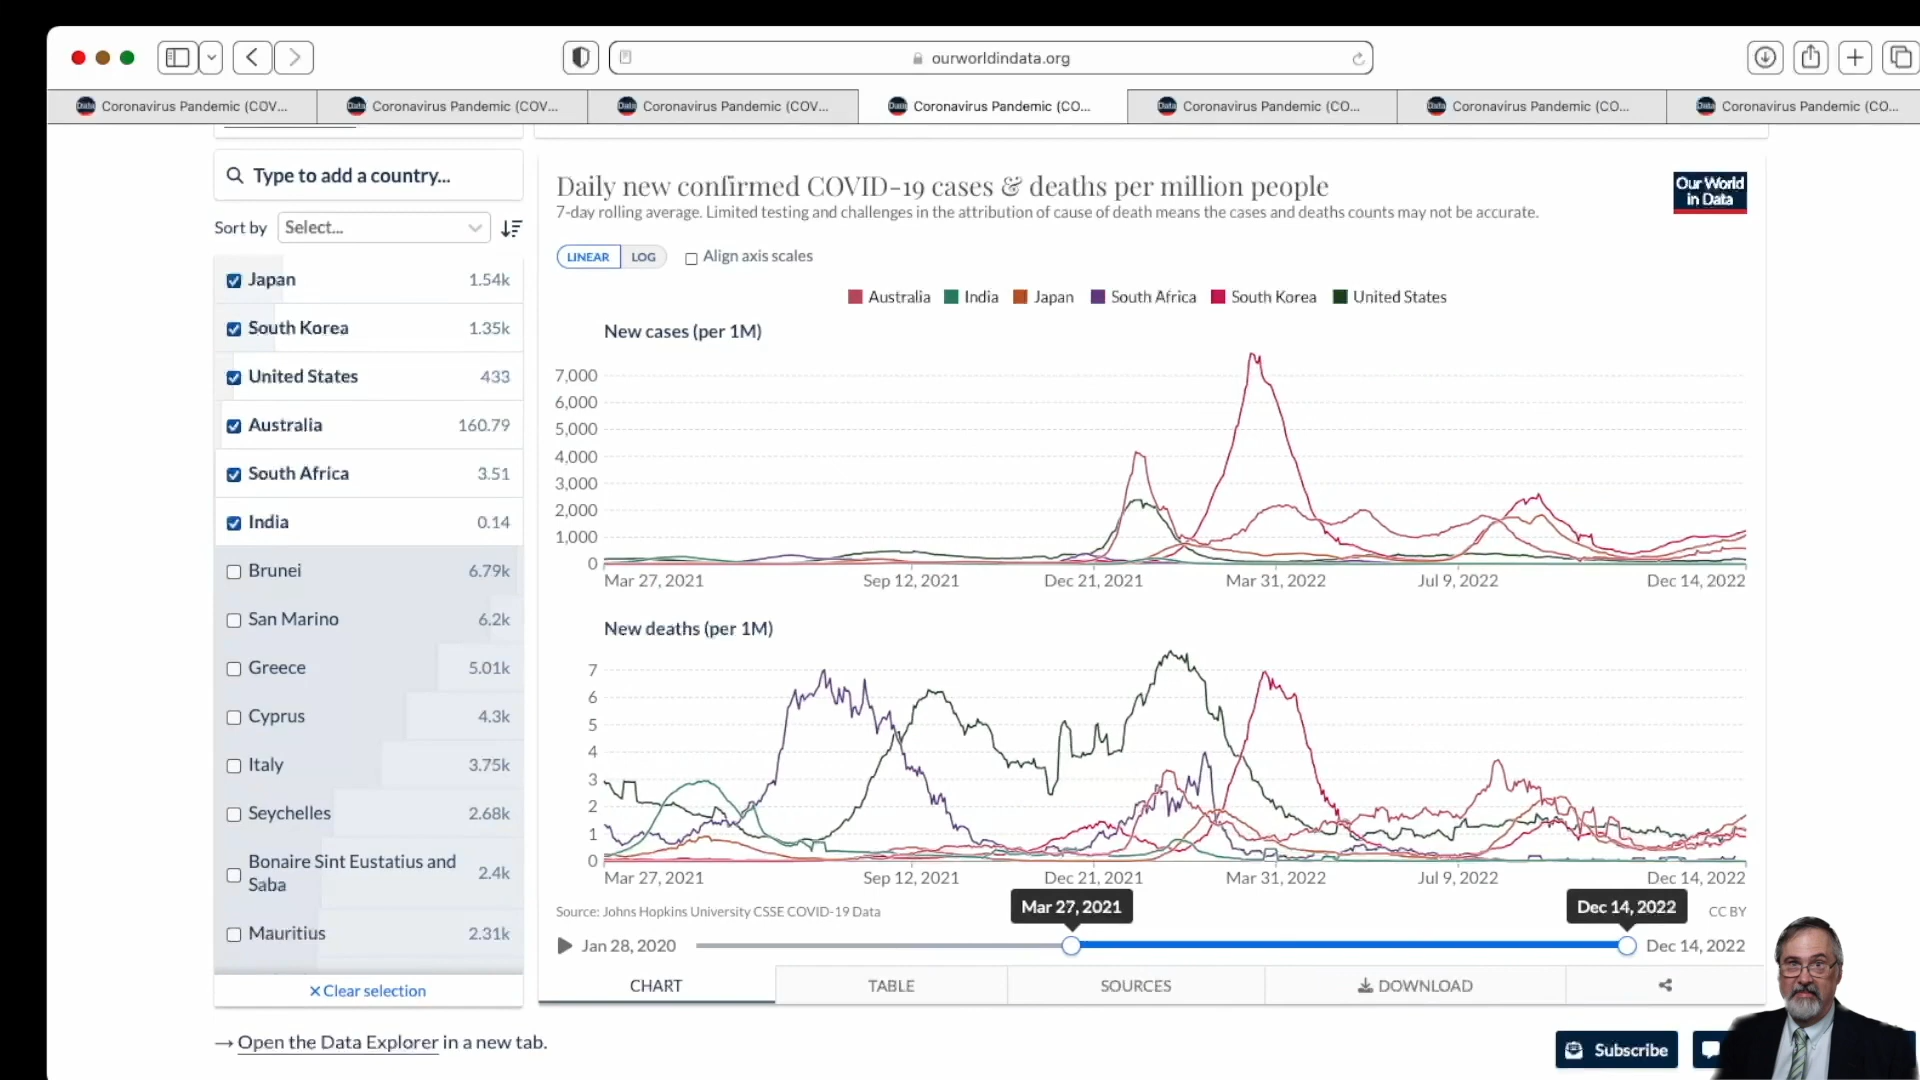 ourworldindata.org
Coronavirus Pandemic (COV...
Coronavirus Pandemic (COV...
Coronavirus Pandemic (COV...
Coronavirus Pandemic (CO...
Coronavirus Pandemic (CO...
Coronavirus Pandemic (CO...
Coronavirus Pandemic (CO...
Type to add a country...
Sort by Select...
Japan 1.54k
South Korea 1.35k
United States 433
Australia 160.79
South Africa 3.51
India 0.14
Brunei 6.79k
San Marino 6.2k
Greece 5.01k
Cyprus 4.3k
Italy 3.75k
Seychelles 2.68k
Bonaire Sint Eustatius and
Saba 2.4k
Mauritius 2.31k
×Clear selection
→ Open the Data Explorer in a new tab.
Daily new confirmed COVID-19 cases & deaths per million people
7-day rolling average. Limited testing and challenges in the attribution of cause of death means the cases and deaths counts may not be accurate.
Our World
in Data
LINEAR LOG Align axis scales
Australia India Japan South Africa South Korea United States
New cases (per 1M)
7,000
6,000
5,000
4,000
3,000
2,000
1,000
0
Mar 27, 2021 Sep 12, 2021 Dec 21, 2021 Mar 31, 2022 Jul 9, 2022 Dec 14, 2022
New deaths (per 1M)
7
6
5
4
3
2
1
0
Mar 27, 2021 Sep 12, 2021 Dec 21, 2021 Mar 31, 2022 Jul 9, 2022 Dec 14, 2022
Mar 27, 2021 Dec 14, 2022
Source: Johns Hopkins University CSSE COVID-19 Data CC BY
Jan 28, 2020 Dec 14, 2022
CHART TABLE SOURCES DOWNLOAD
Subscribe